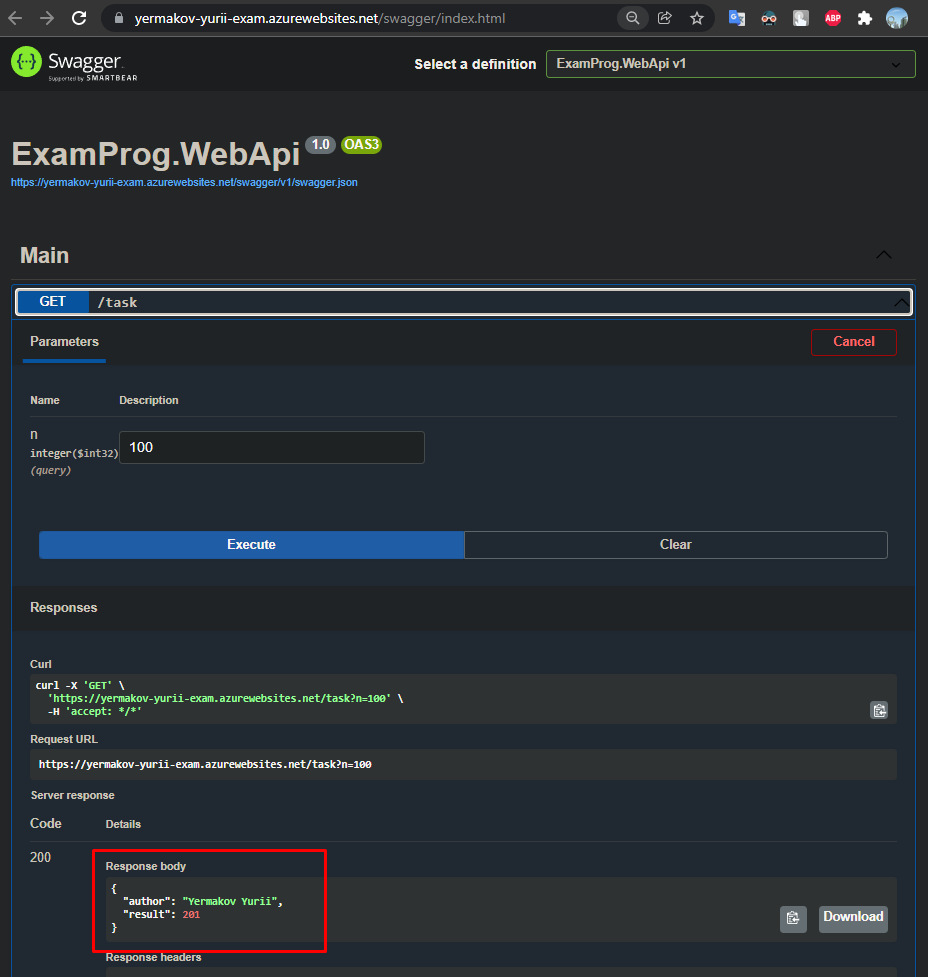 yermakov-yurii-exam.azurewebsites.net/swagger/index.html
ABP
Swagger
Supported by SMARTBEAR
Select a definition
ExamProg.WebApi v1
ExamProg.WebApi 1.0 OAS3
https://yermakov-yurii-exam.azurewebsites.net/swagger/v1/swagger.json
Main
GET /task
Parameters
Cancel
Name Description
n
integer($int32)
(query)
100
Execute Clear
Responses
Curl
curl -X 'GET' \
'https://yermakov-yurii-exam.azurewebsites.net/task?n=100' \
-H 'accept: */*'
Request URL
https://yermakov-yurii-exam.azurewebsites.net/task?n=100
Server response
Code Details
200
Response body
{
"author": "Yermakov Yurii",
"result": 201
}
Download
Response headers